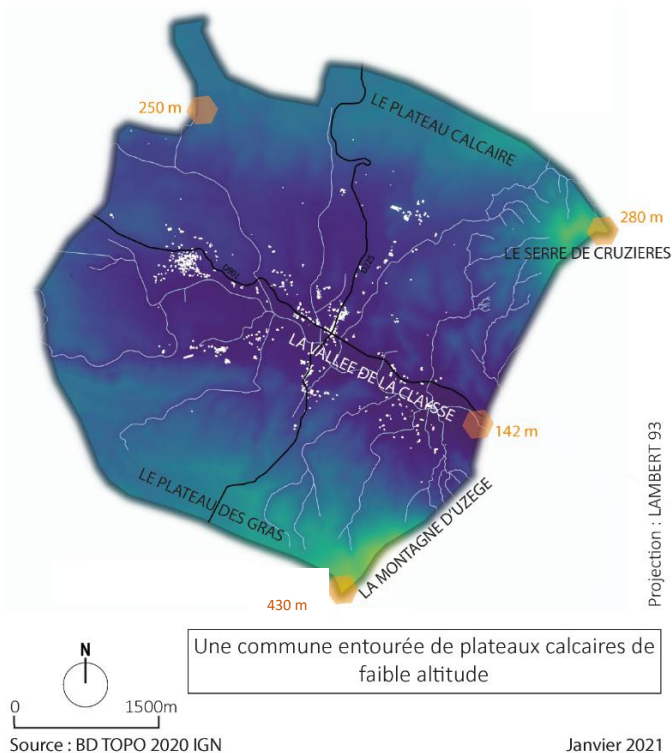 250 m
LE PLATEAU CALCAIRE
280 m
LE SERRE DE CRUZIERES
D901
D225
LA VALLEE DE LA CLAYSSE
142 m
LE PLATEAU DES GRAS
LA MONTAGNE D'UZEGE
430 m
Projection : LAMBERT 93
N
0 1500m
Une commune entourée de plateaux calcaires de
faible altitude
Source : BD TOPO 2020 IGN
Janvier 2021